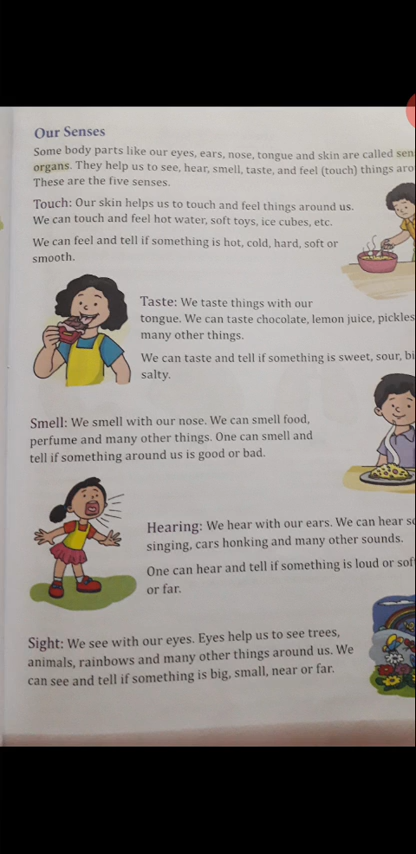 Our Senses
Some body parts like our eyes, ears, nose, tongue and skin are called
organs. They help us to see, hear, smell, taste, and feel (touch) things
These are the five senses.
Touch: Our skin helps us to touch and feel things around us.
We can touch and feel hot water, soft toys, ice cubes, etc.
We can feel and tell if something is hot, cold, hard, soft or
smooth.
Taste: We taste things with our
tongue. We can taste chocolate, lemon juice, pickles
many other things.
We can taste and tell if something is sweet, sour,
salty.
Smell: We smell with our nose. We can smell food,
perfume and many other things. One can smell and
tell if something around us is good or bad.
Hearing: We hear with our ears. We can hear
singing, cars honking and many other sounds.
One can hear and tell if something is loud or
or far.
Sight: We see with our eyes. Eyes help us to see trees,
animals, rainbows and many other things around us. We
can see and tell if something is big, small, near or far.